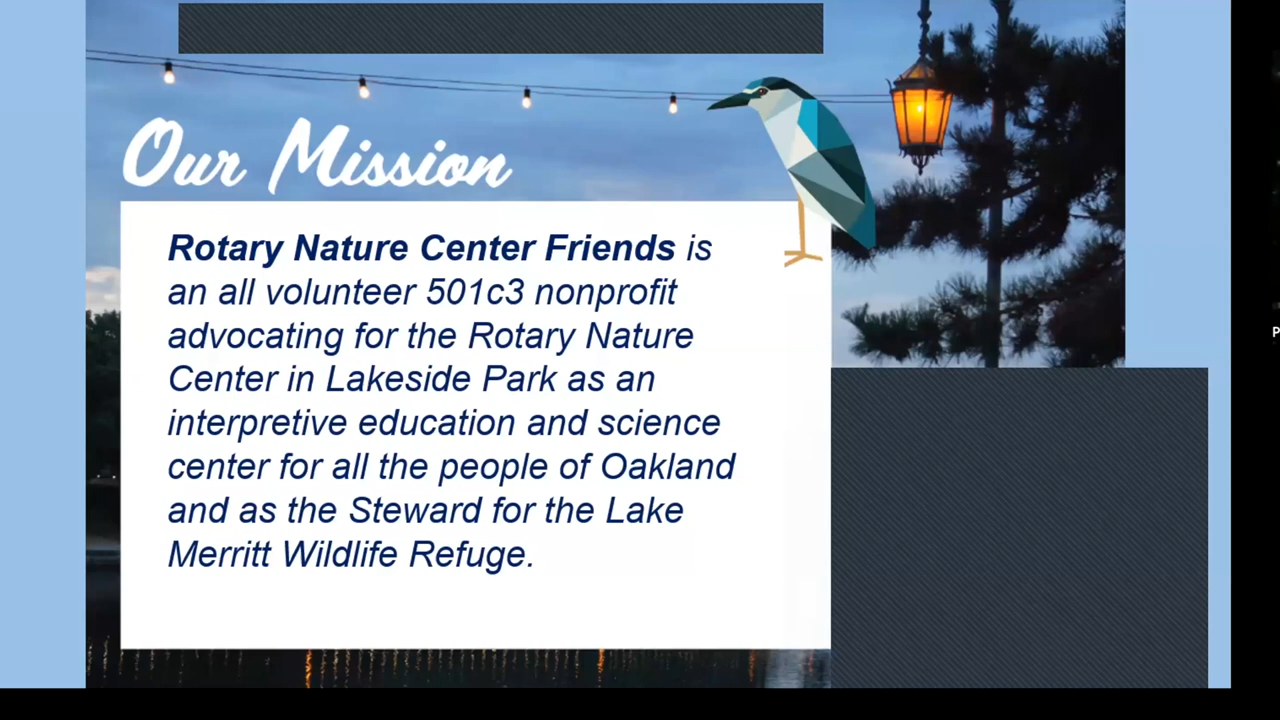 Our Mission
Rotary Nature Center Friends is
an all volunteer 501c3 nonprofit
advocating for the Rotary Nature
Center in Lakeside Park as an
interpretive education and science
center for all the people of Oakland
and as the Steward for the Lake
Merritt Wildlife Refuge.
P